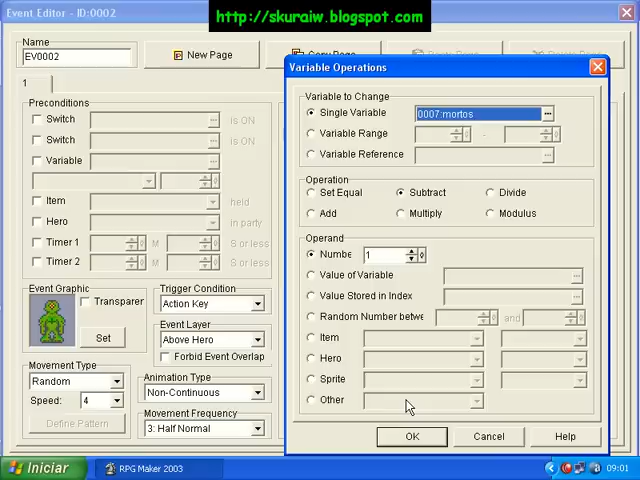 http://skuraiw.blogspot.com
Event Editor - ID:0002
Name
EV0002
New Page
Copy Page
1
Preconditions
Switch
is ON
Switch
is ON
Variable
Item
held
Hero
in party
Timer 1
M
S or less
Timer 2
M
S or less
Event Graphic
Transparer
Set
Trigger Condition
Action Key
Event Layer
Above Hero
Forbid Event Overlap
Movement Type
Random
Speed:
4
Define Pattern
Animation Type
Non-Continuous
Movement Frequency
3: Half Normal
Variable Operations
Variable to Change
Single Variable
0007:mortos
Variable Range
-
Variable Reference
Operation
Set Equal
Subtract
Divide
Add
Multiply
Modulus
Operand
Numbe
1
Value of Variable
Value Stored in Index
Random Number betwe
and
Item
Hero
Sprite
Other
OK
Cancel
Help
Iniciar
RPG Maker 2003
09:01